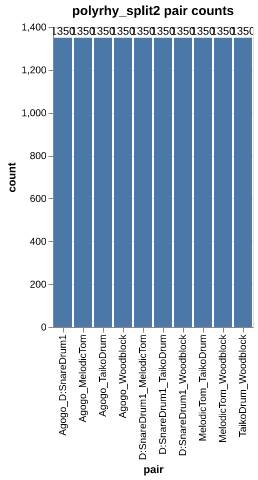 polyrhy_split2 pair counts
1350 1350 1350 1350 1350 1350 1350 1350 1350 1350
1,400
1,200
1,000
800
600
400
200
0
count
Agogo_D:SnareDrum1
Agogo_MelodicTom
Agogo_TaikoDrum
Agogo_Woodblock
D:SnareDrum1_MelodicTom
D:SnareDrum1_TaikoDrum
D:SnareDrum1_Woodblock
MelodicTom_TaikoDrum
MelodicTom_Woodblock
TaikoDrum_Woodblock
pair